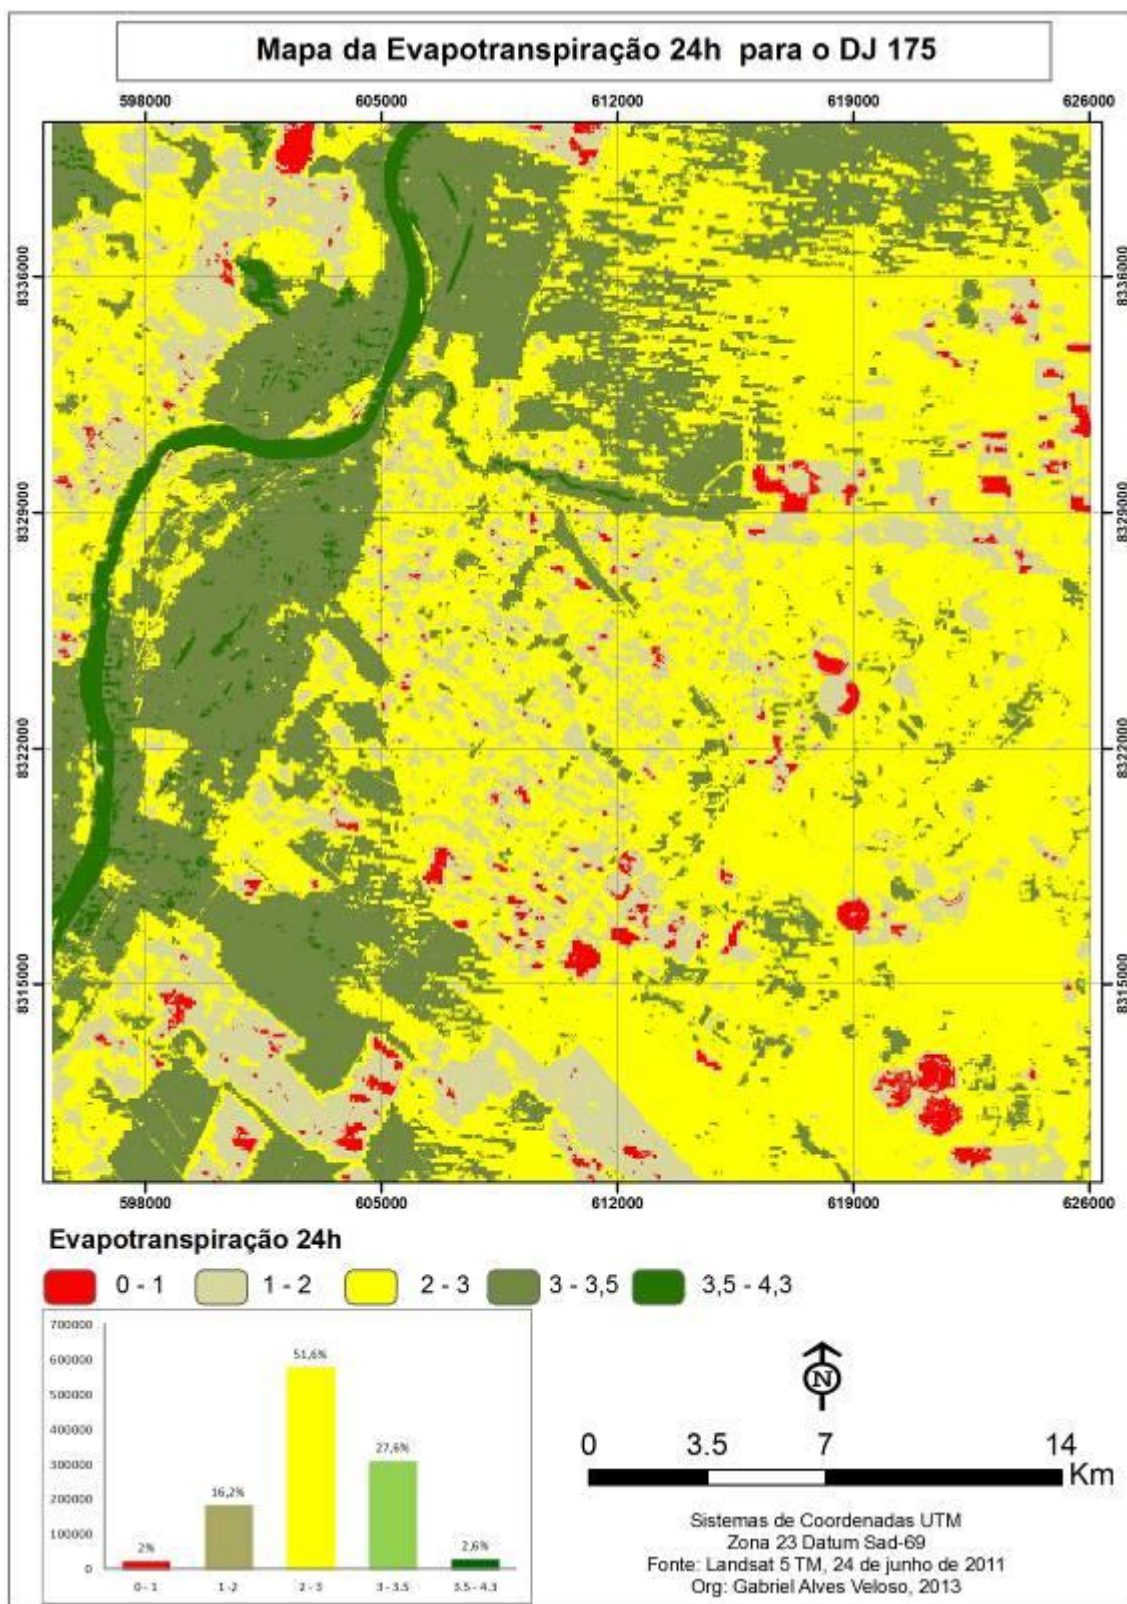 Mapa da Evapotranspiração 24h para o DJ 175
598000 605000 612000 619000 626000
8336000 8336000
8329000 8329000
8322000 8322000
8315000 8315000
598000 605000 612000 619000 626000
Evapotranspiração 24h
0 - 1 1 - 2 2 - 3 3 - 3,5 3,5 - 4,3
700000
600000
500000
400000
300000
200000
100000
0
2% 16,2% 51,6% 27,6% 2,6%
0 - 1 1 - 2 2 - 3 3 - 3.5 3.5 - 4.3
N
0 3.5 7 14
Km
Sistemas de Coordenadas UTM
Zona 23 Datum Sad-69
Fonte: Landsat 5 TM, 24 de junho de 2011
Org: Gabriel Alves Veloso, 2013